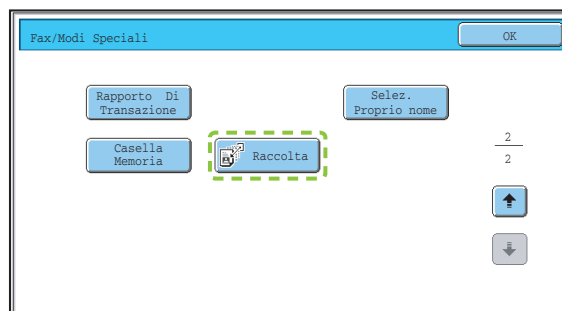 Fax/Modi Speciali
OK
Rapporto Di
Transazione
Selez.
Proprio nome
Casella
Memoria
Raccolta
2
2